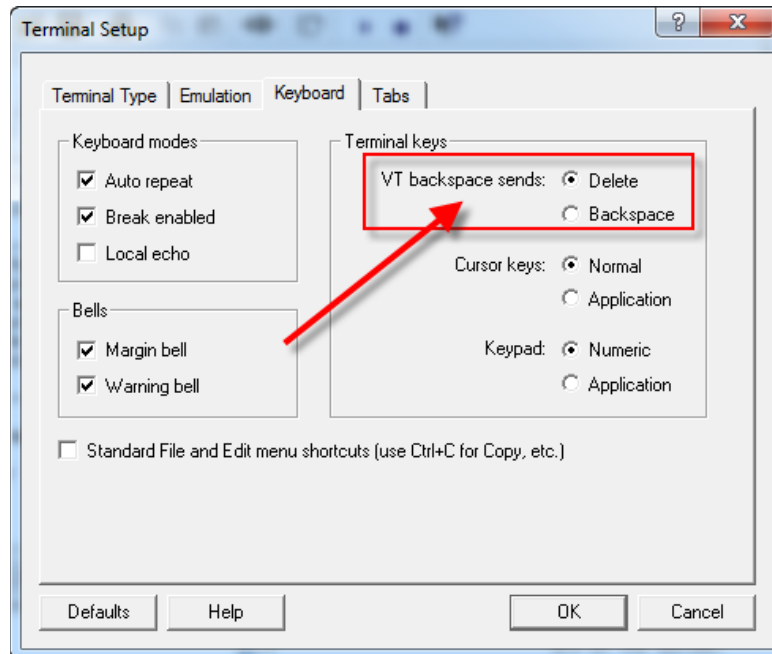 Terminal Setup
Terminal Type
Emulation
Keyboard
Tabs
Keyboard modes
Auto repeat
Break enabled
Local echo
Bells
Margin bell
Warning bell
Terminal keys
VT backspace sends:
Delete
Backspace
Cursor keys:
Normal
Application
Keypad:
Numeric
Application
Standard File and Edit menu shortcuts (use Ctrl+C for Copy, etc.)
Defaults
Help
OK
Cancel